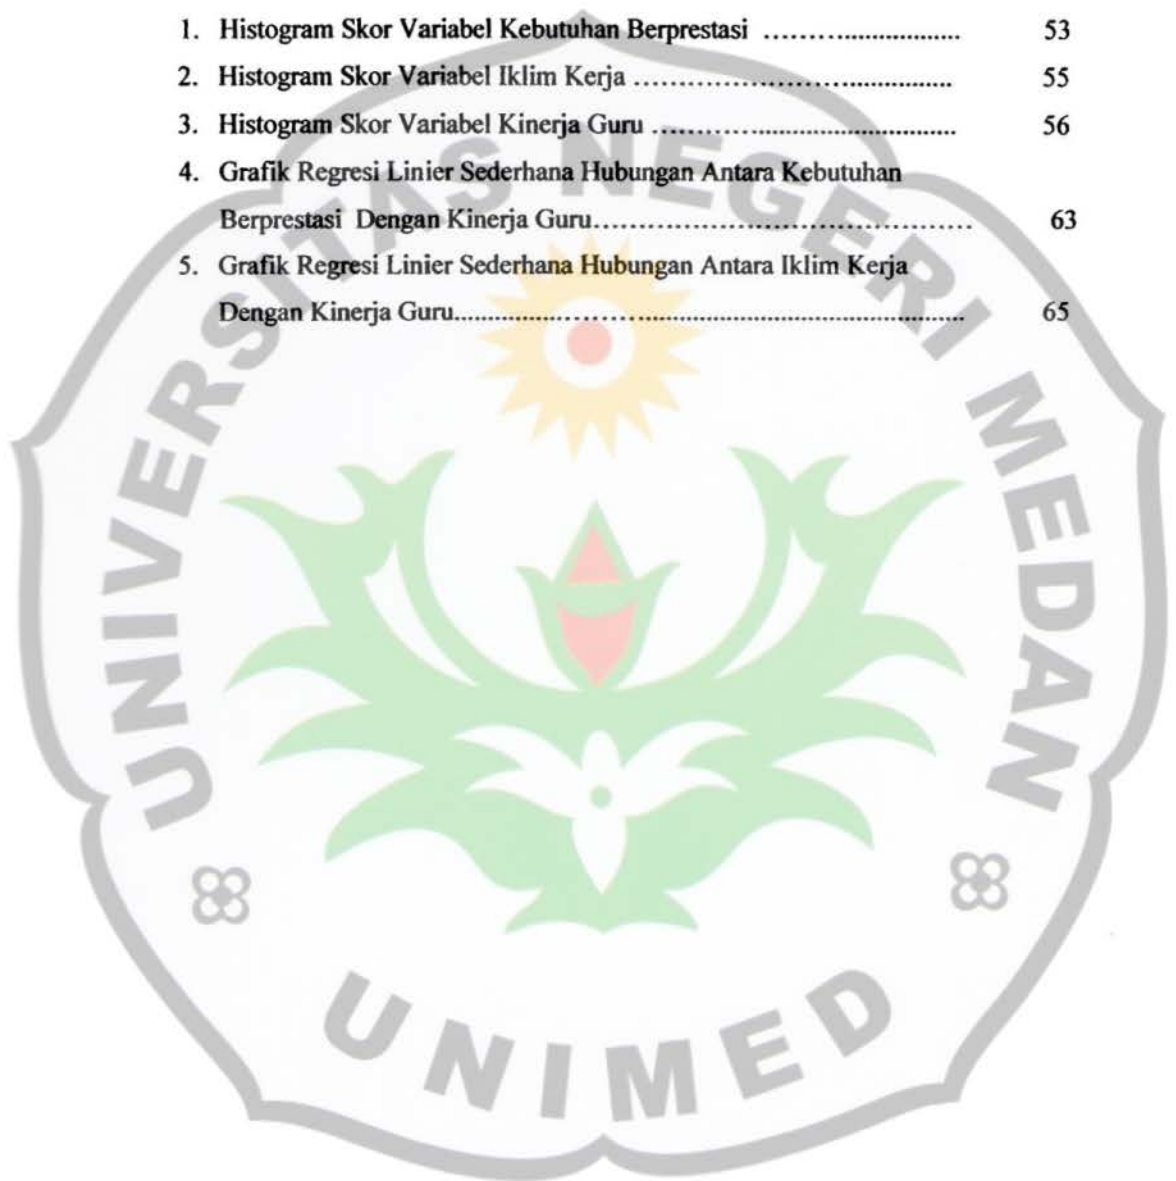 1. Histogram Skor Variabel Kebutuhan Berprestasi ........................ 53
2. Histogram Skor Variabel Iklim Kerja ........................................ 55
3. Histogram Skor Variabel Kinerja Guru ...................................... 56
4. Grafik Regresi Linier Sederhana Hubungan Antara Kebutuhan
Berprestasi Dengan Kinerja Guru............................................. 63
5. Grafik Regresi Linier Sederhana Hubungan Antara Iklim Kerja
Dengan Kinerja Guru................................................................. 65
UNIVERSITAS NEGERI MEDAN
UNIMED